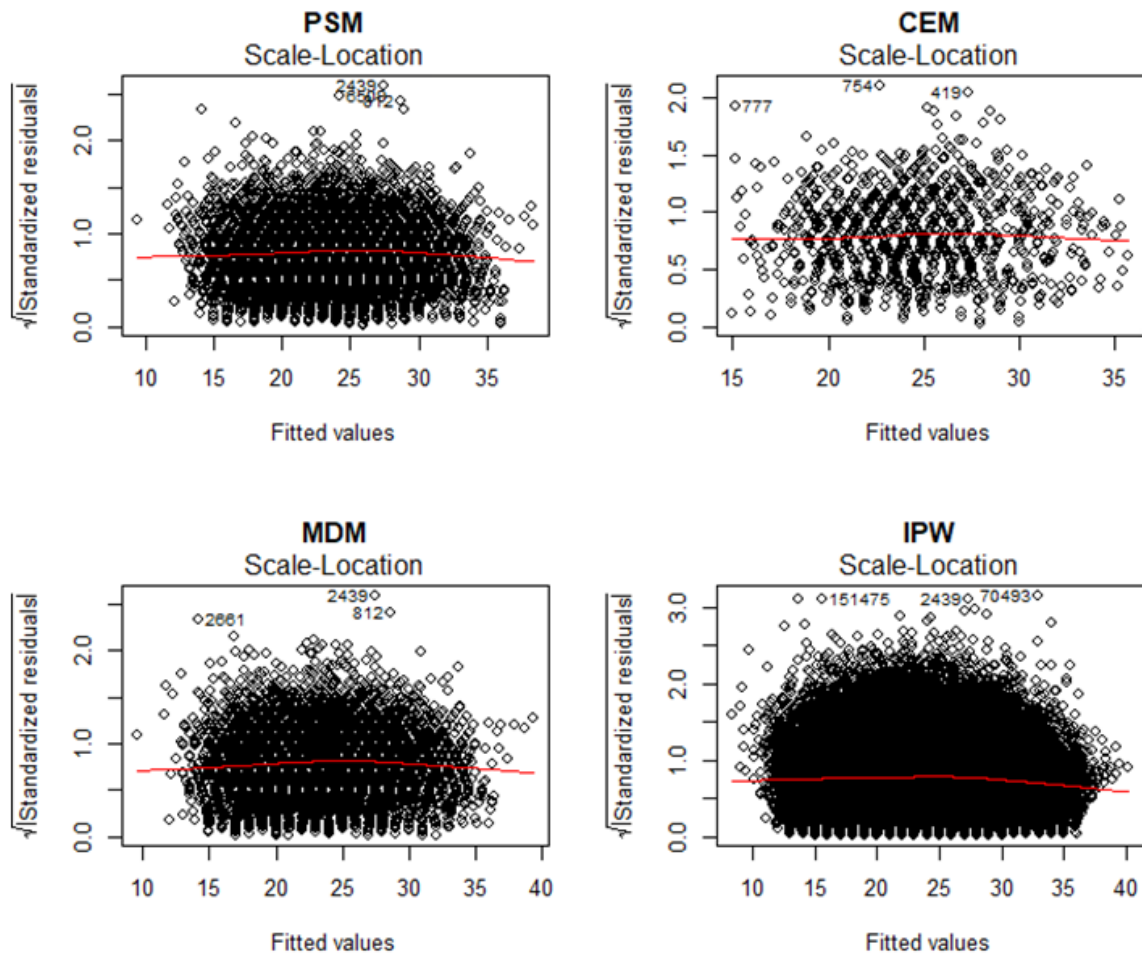 PSM
Scale-Location
√|Standardized residuals|
0.0 1.0 2.0
2439
6500
812
10 15 20 25 30 35
Fitted values
CEM
Scale-Location
√|Standardized residuals|
0.0 0.5 1.0 1.5 2.0
777
754
419
15 20 25 30 35
Fitted values
MDM
Scale-Location
√|Standardized residuals|
0.0 1.0 2.0
2661
2439
812
10 15 20 25 30 35 40
Fitted values
IPW
Scale-Location
√|Standardized residuals|
0.0 1.0 2.0 3.0
151475
2439
70493
10 15 20 25 30 35 40
Fitted values